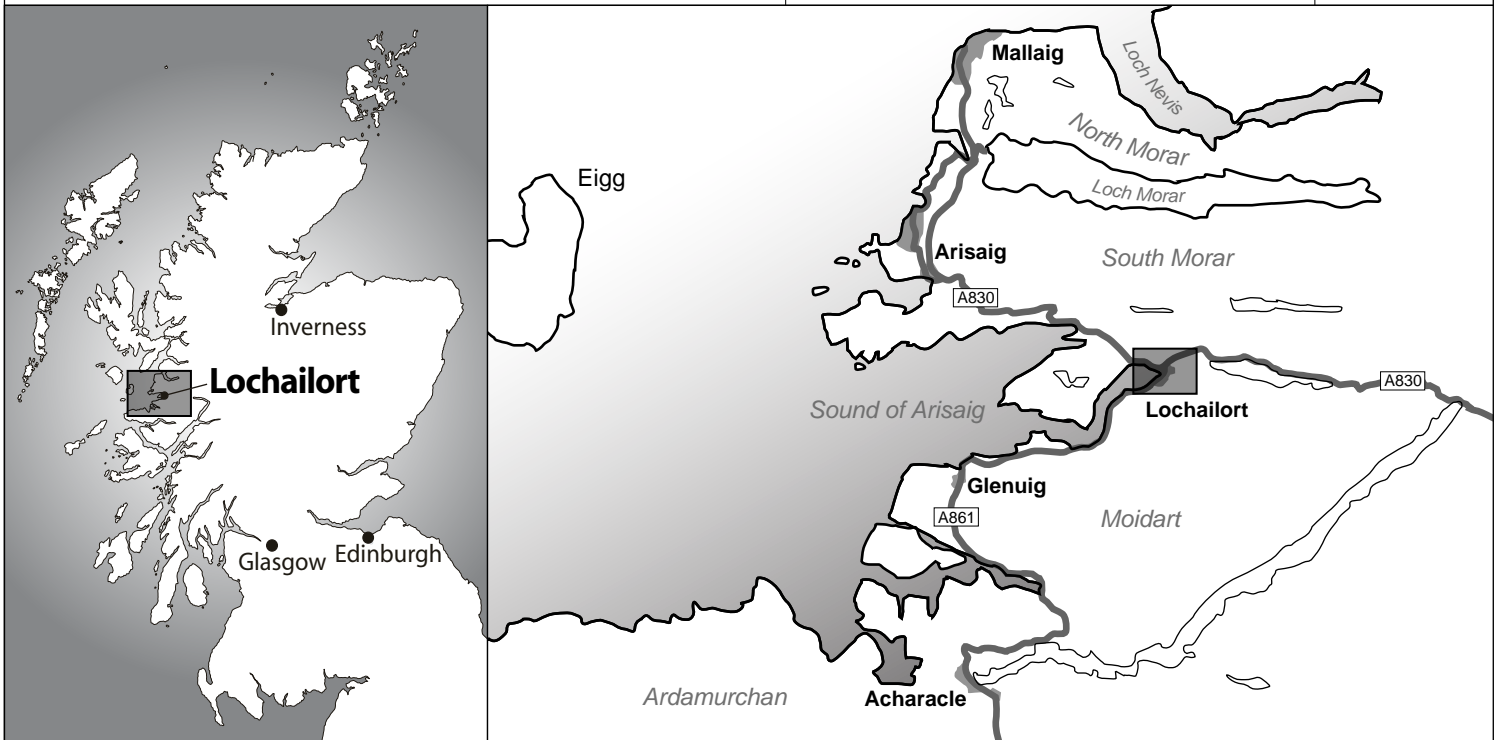 Inverness
Lochailort
Glasgow
Edinburgh
Mallaig
Loch Nevis
North Morar
Loch Morar
Eigg
Arisaig
South Morar
A830
A830
Sound of Arisaig
Lochailort
Glenuig
A861
Moidart
Ardamurchan
Acharacle